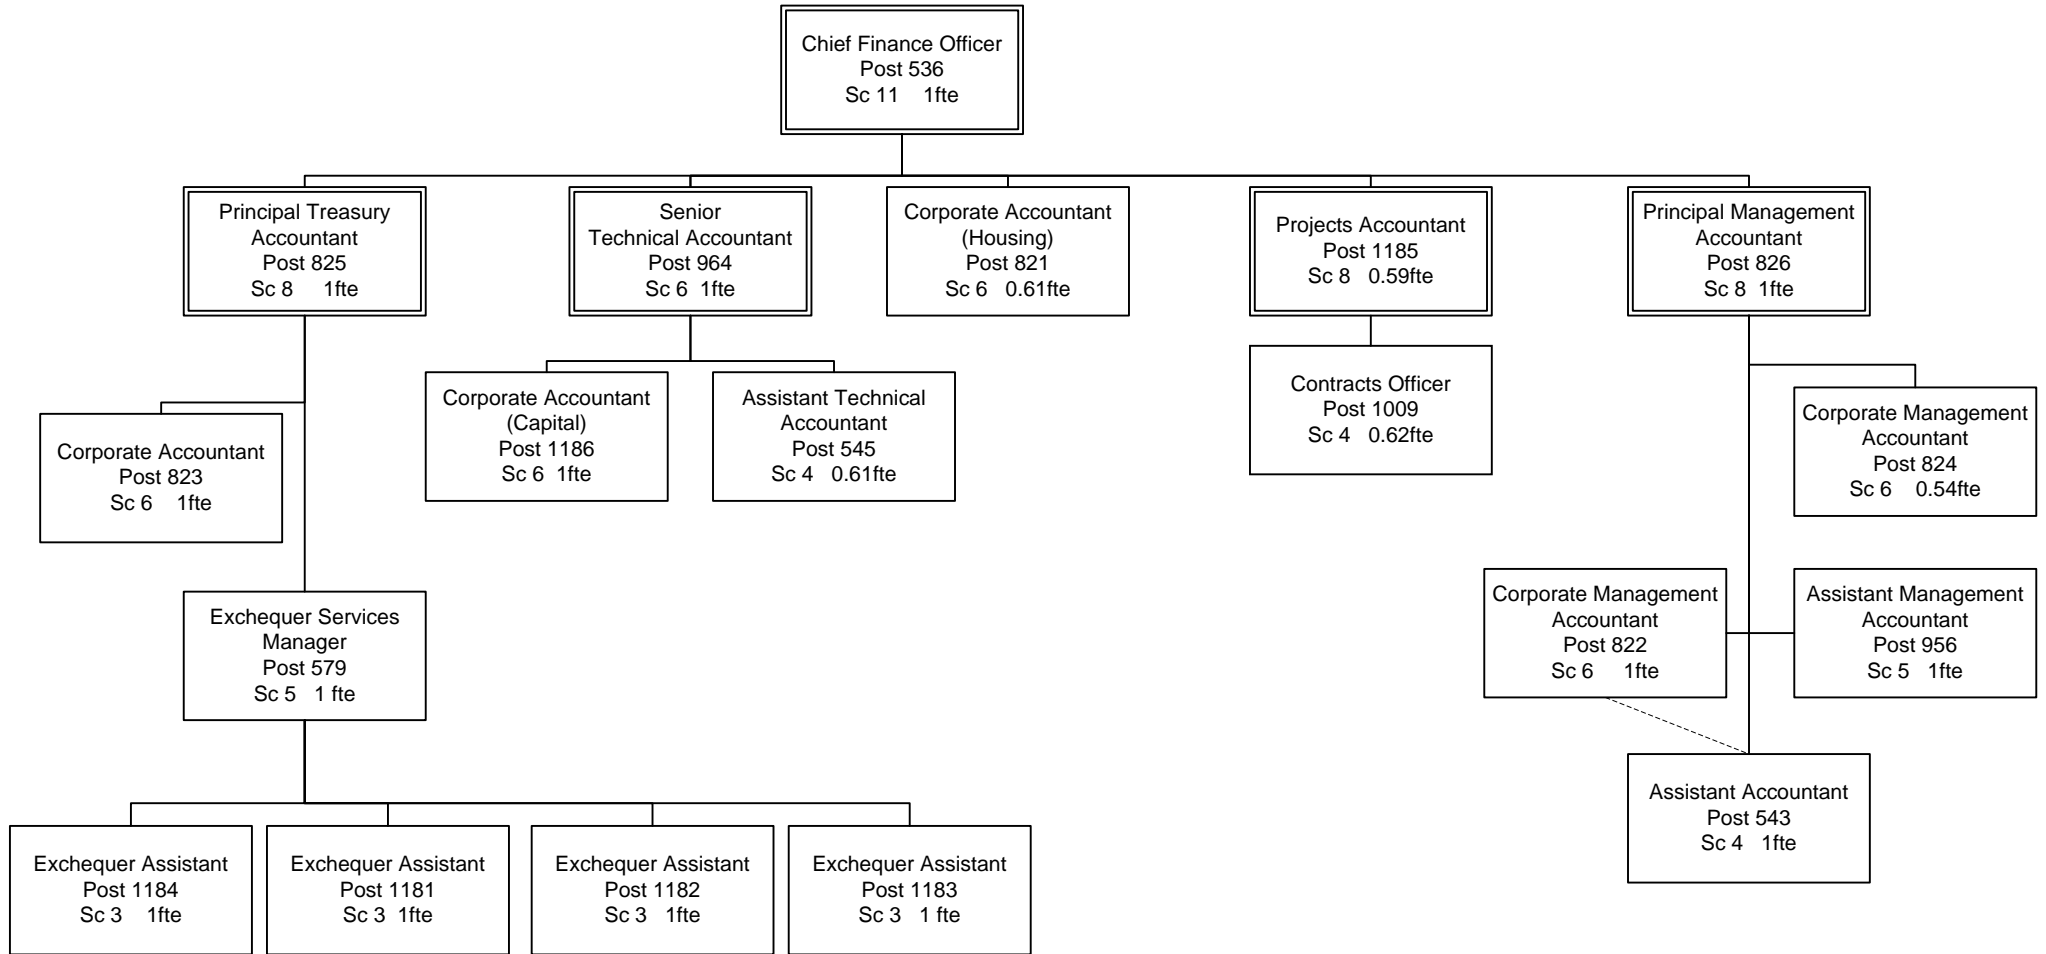 Chief Finance Officer
Post 536
Sc 11 1fte
Principal Treasury
Accountant
Post 825
Sc 8 1fte
Senior
Technical Accountant
Post 964
Sc 6 1fte
Corporate Accountant
(Housing)
Post 821
Sc 6 0.61fte
Projects Accountant
Post 1185
Sc 8 0.59fte
Principal Management
Accountant
Post 826
Sc 8 1fte
Corporate Accountant
Post 823
Sc 6 1fte
Corporate Accountant
(Capital)
Post 1186
Sc 6 1fte
Assistant Technical
Accountant
Post 545
Sc 4 0.61fte
Contracts Officer
Post 1009
Sc 4 0.62fte
Corporate Management
Accountant
Post 824
Sc 6 0.54fte
Exchequer Services
Manager
Post 579
Sc 5 1 fte
Corporate Management
Accountant
Post 822
Sc 6 1fte
Assistant Management
Accountant
Post 956
Sc 5 1fte
Assistant Accountant
Post 543
Sc 4 1fte
Exchequer Assistant
Post 1184
Sc 3 1fte
Exchequer Assistant
Post 1181
Sc 3 1fte
Exchequer Assistant
Post 1182
Sc 3 1fte
Exchequer Assistant
Post 1183
Sc 3 1 fte